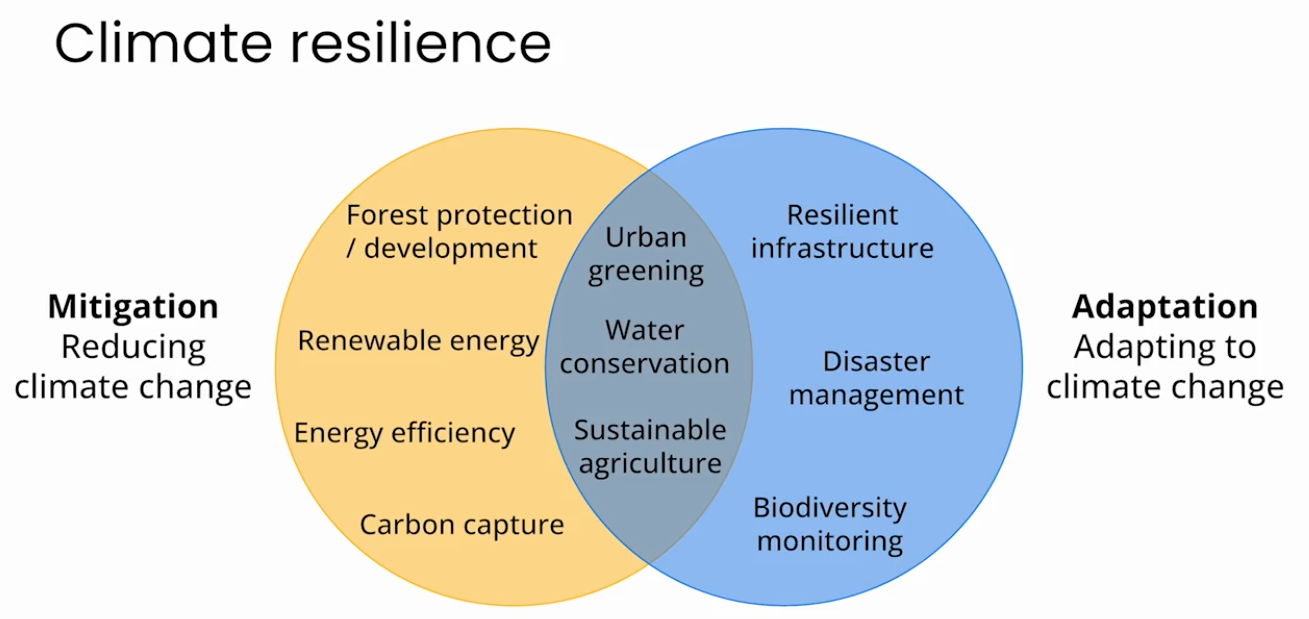 Climate resilience
Mitigation
Reducing
climate change
Forest protection
/ development
Renewable energy
Energy efficiency
Carbon capture
Urban
greening
Water
conservation
Sustainable
agriculture
Resilient
infrastructure
Disaster
management
Biodiversity
monitoring
Adaptation
Adapting to
climate change